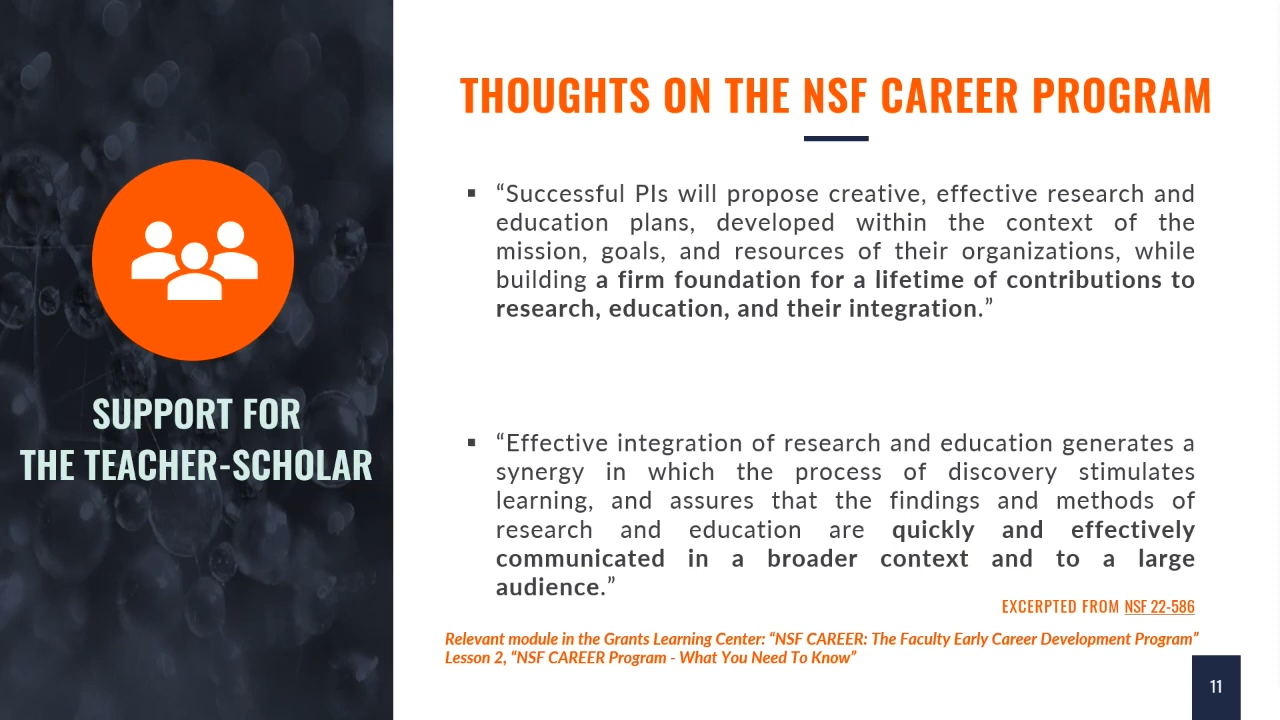 SUPPORT FOR
THE TEACHER-SCHOLAR
THOUGHTS ON THE NSF CAREER PROGRAM
▪ “Successful PIs will propose creative, effective research and
education plans, developed within the context of the
mission, goals, and resources of their organizations, while
building a firm foundation for a lifetime of contributions to
research, education, and their integration.”
▪ “Effective integration of research and education generates a
synergy in which the process of discovery stimulates
learning, and assures that the findings and methods of
research and education are quickly and effectively
communicated in a broader context and to a large
audience.”
EXCERPTED FROM NSF 22-586
Relevant module in the Grants Learning Center: “NSF CAREER: The Faculty Early Career Development Program”
Lesson 2, “NSF CAREER Program - What You Need To Know”
11